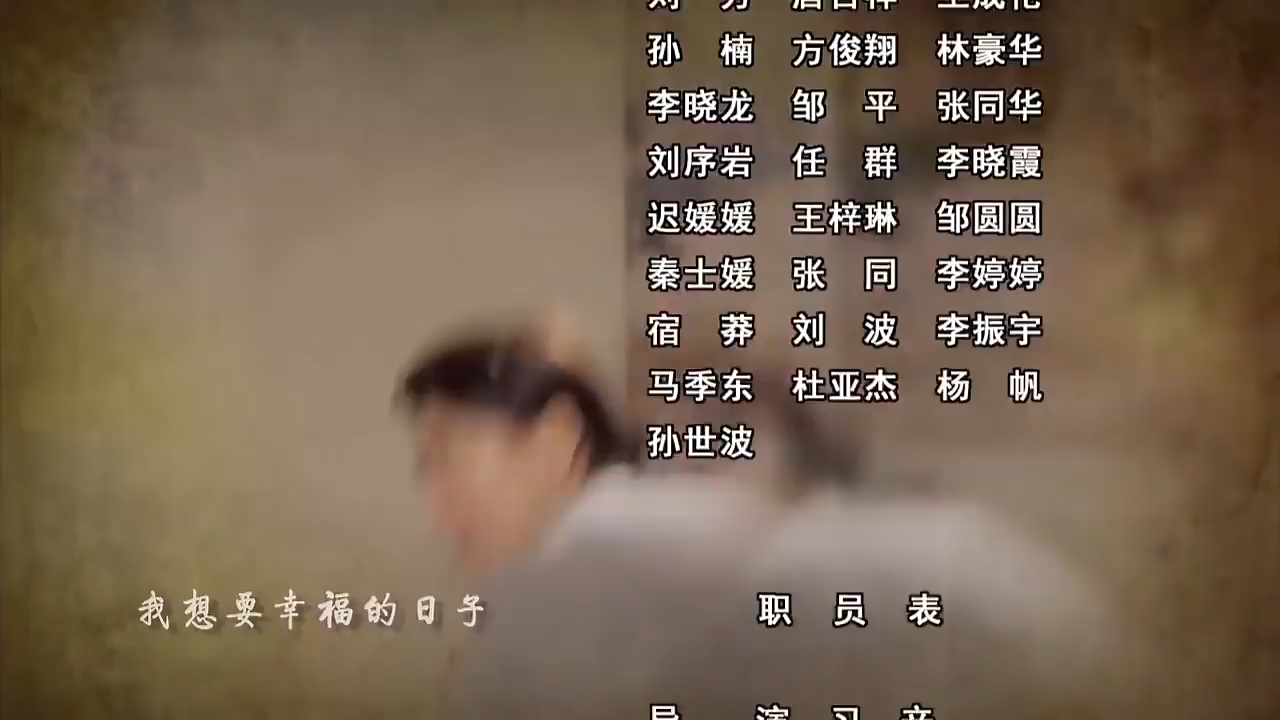 孙 楠 方俊翔 林豪华
李晓龙 邹 平 张同华
刘序岩 任 群 李晓霞
迟媛媛 王梓琳 邹圆圆
秦士媛 张 同 李婷婷
宿 莽 刘 波 李振宇
马季东 杜亚杰 杨 帆
孙世波
我想要幸福的日子
职 员 表